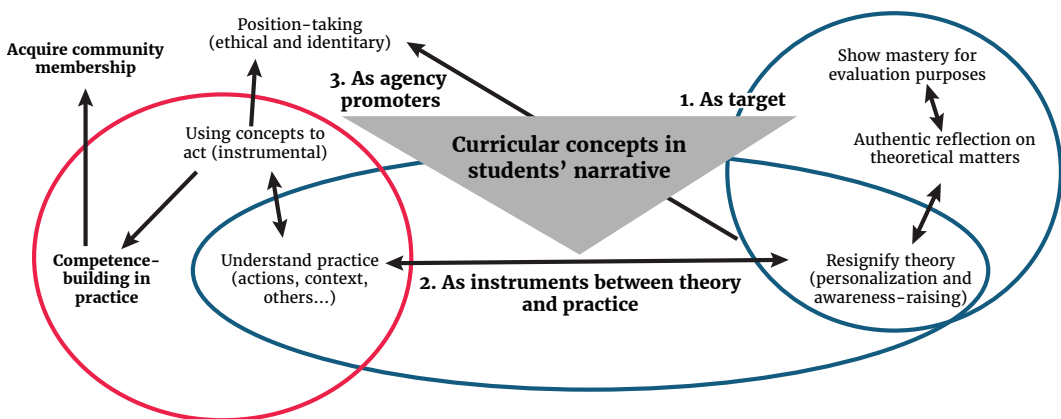 Position-taking
(ethical and identitary)
Acquire community
membership
3. As agency
promoters
1. As target
Show mastery for
evaluation purposes
Using concepts to
act (instrumental)
Curricular concepts in
students’ narrative
Authentic reflection on
theoretical matters
Competence-
building in
practice
Understand practice
(actions, context,
others...)
2. As instruments between theory
and practice
Resignify theory
(personalization and
awareness-raising)